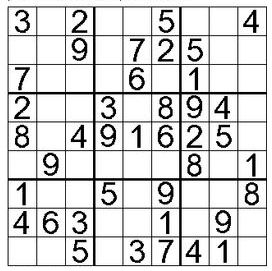 3 2 5 4
9 7 2 5
7 6 1
2 3 8 9 4
8 4 9 1 6 2 5
9 8 1
1 5 9 8
4 6 3 1 9
5 3 7 4 1